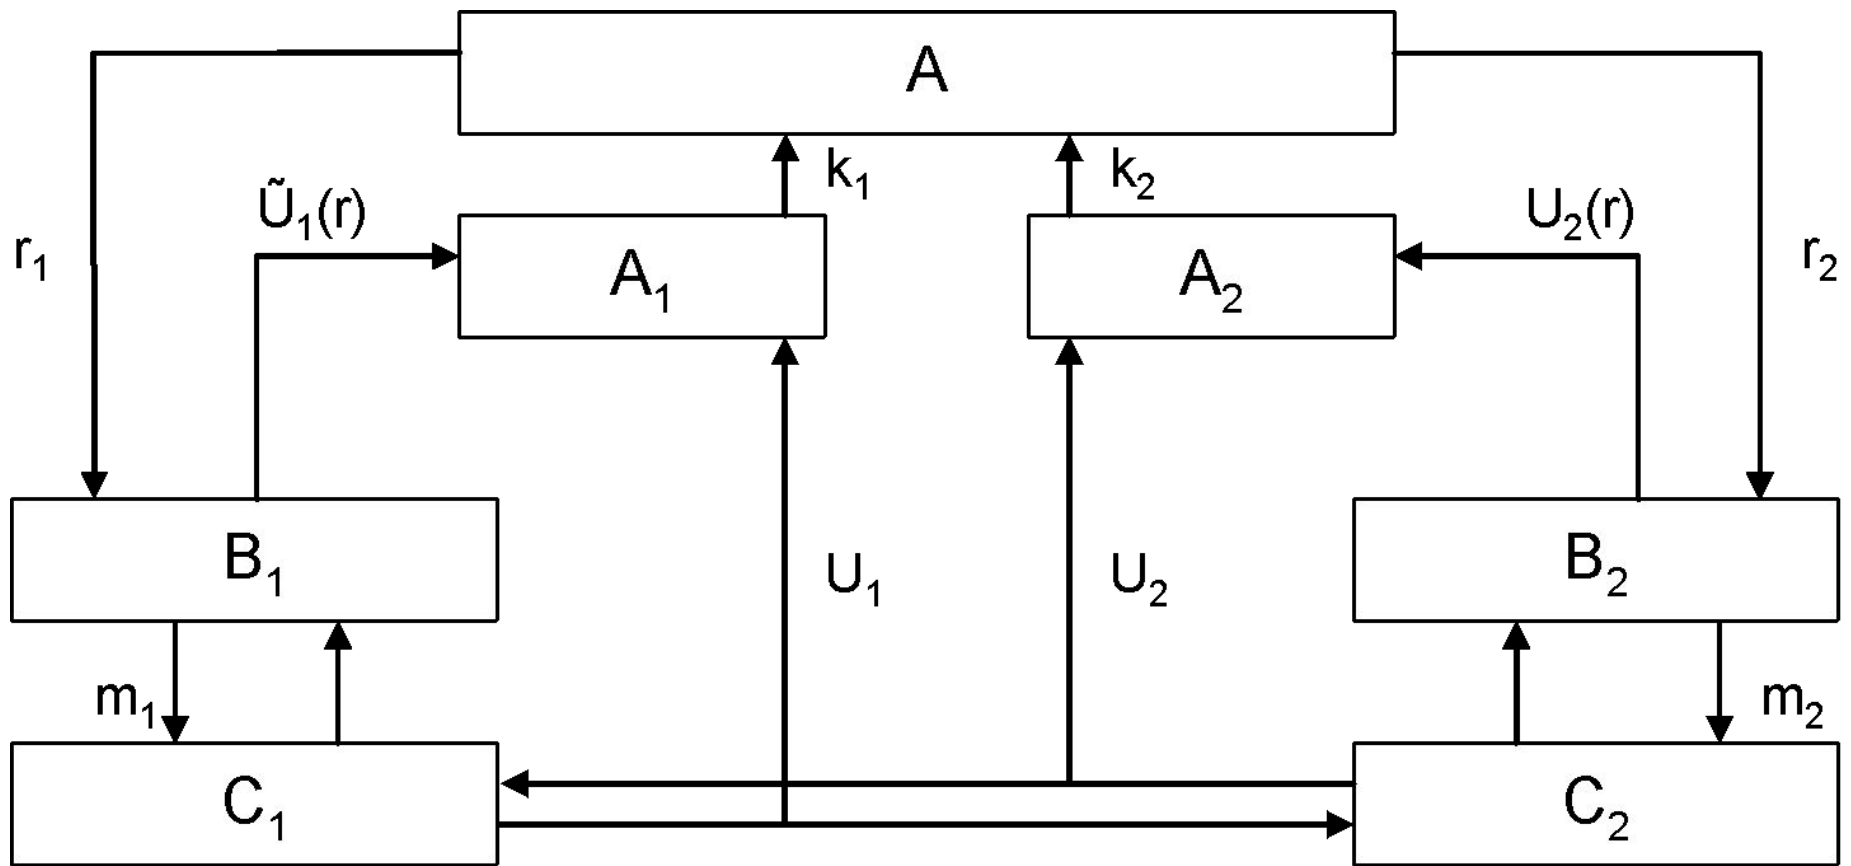 A
k₁
k₂
Ũ₁(r)
U₂(r)
r₁
A₁
A₂
r₂
B₁
U₁
U₂
B₂
m₁
m₂
C₁
C₂